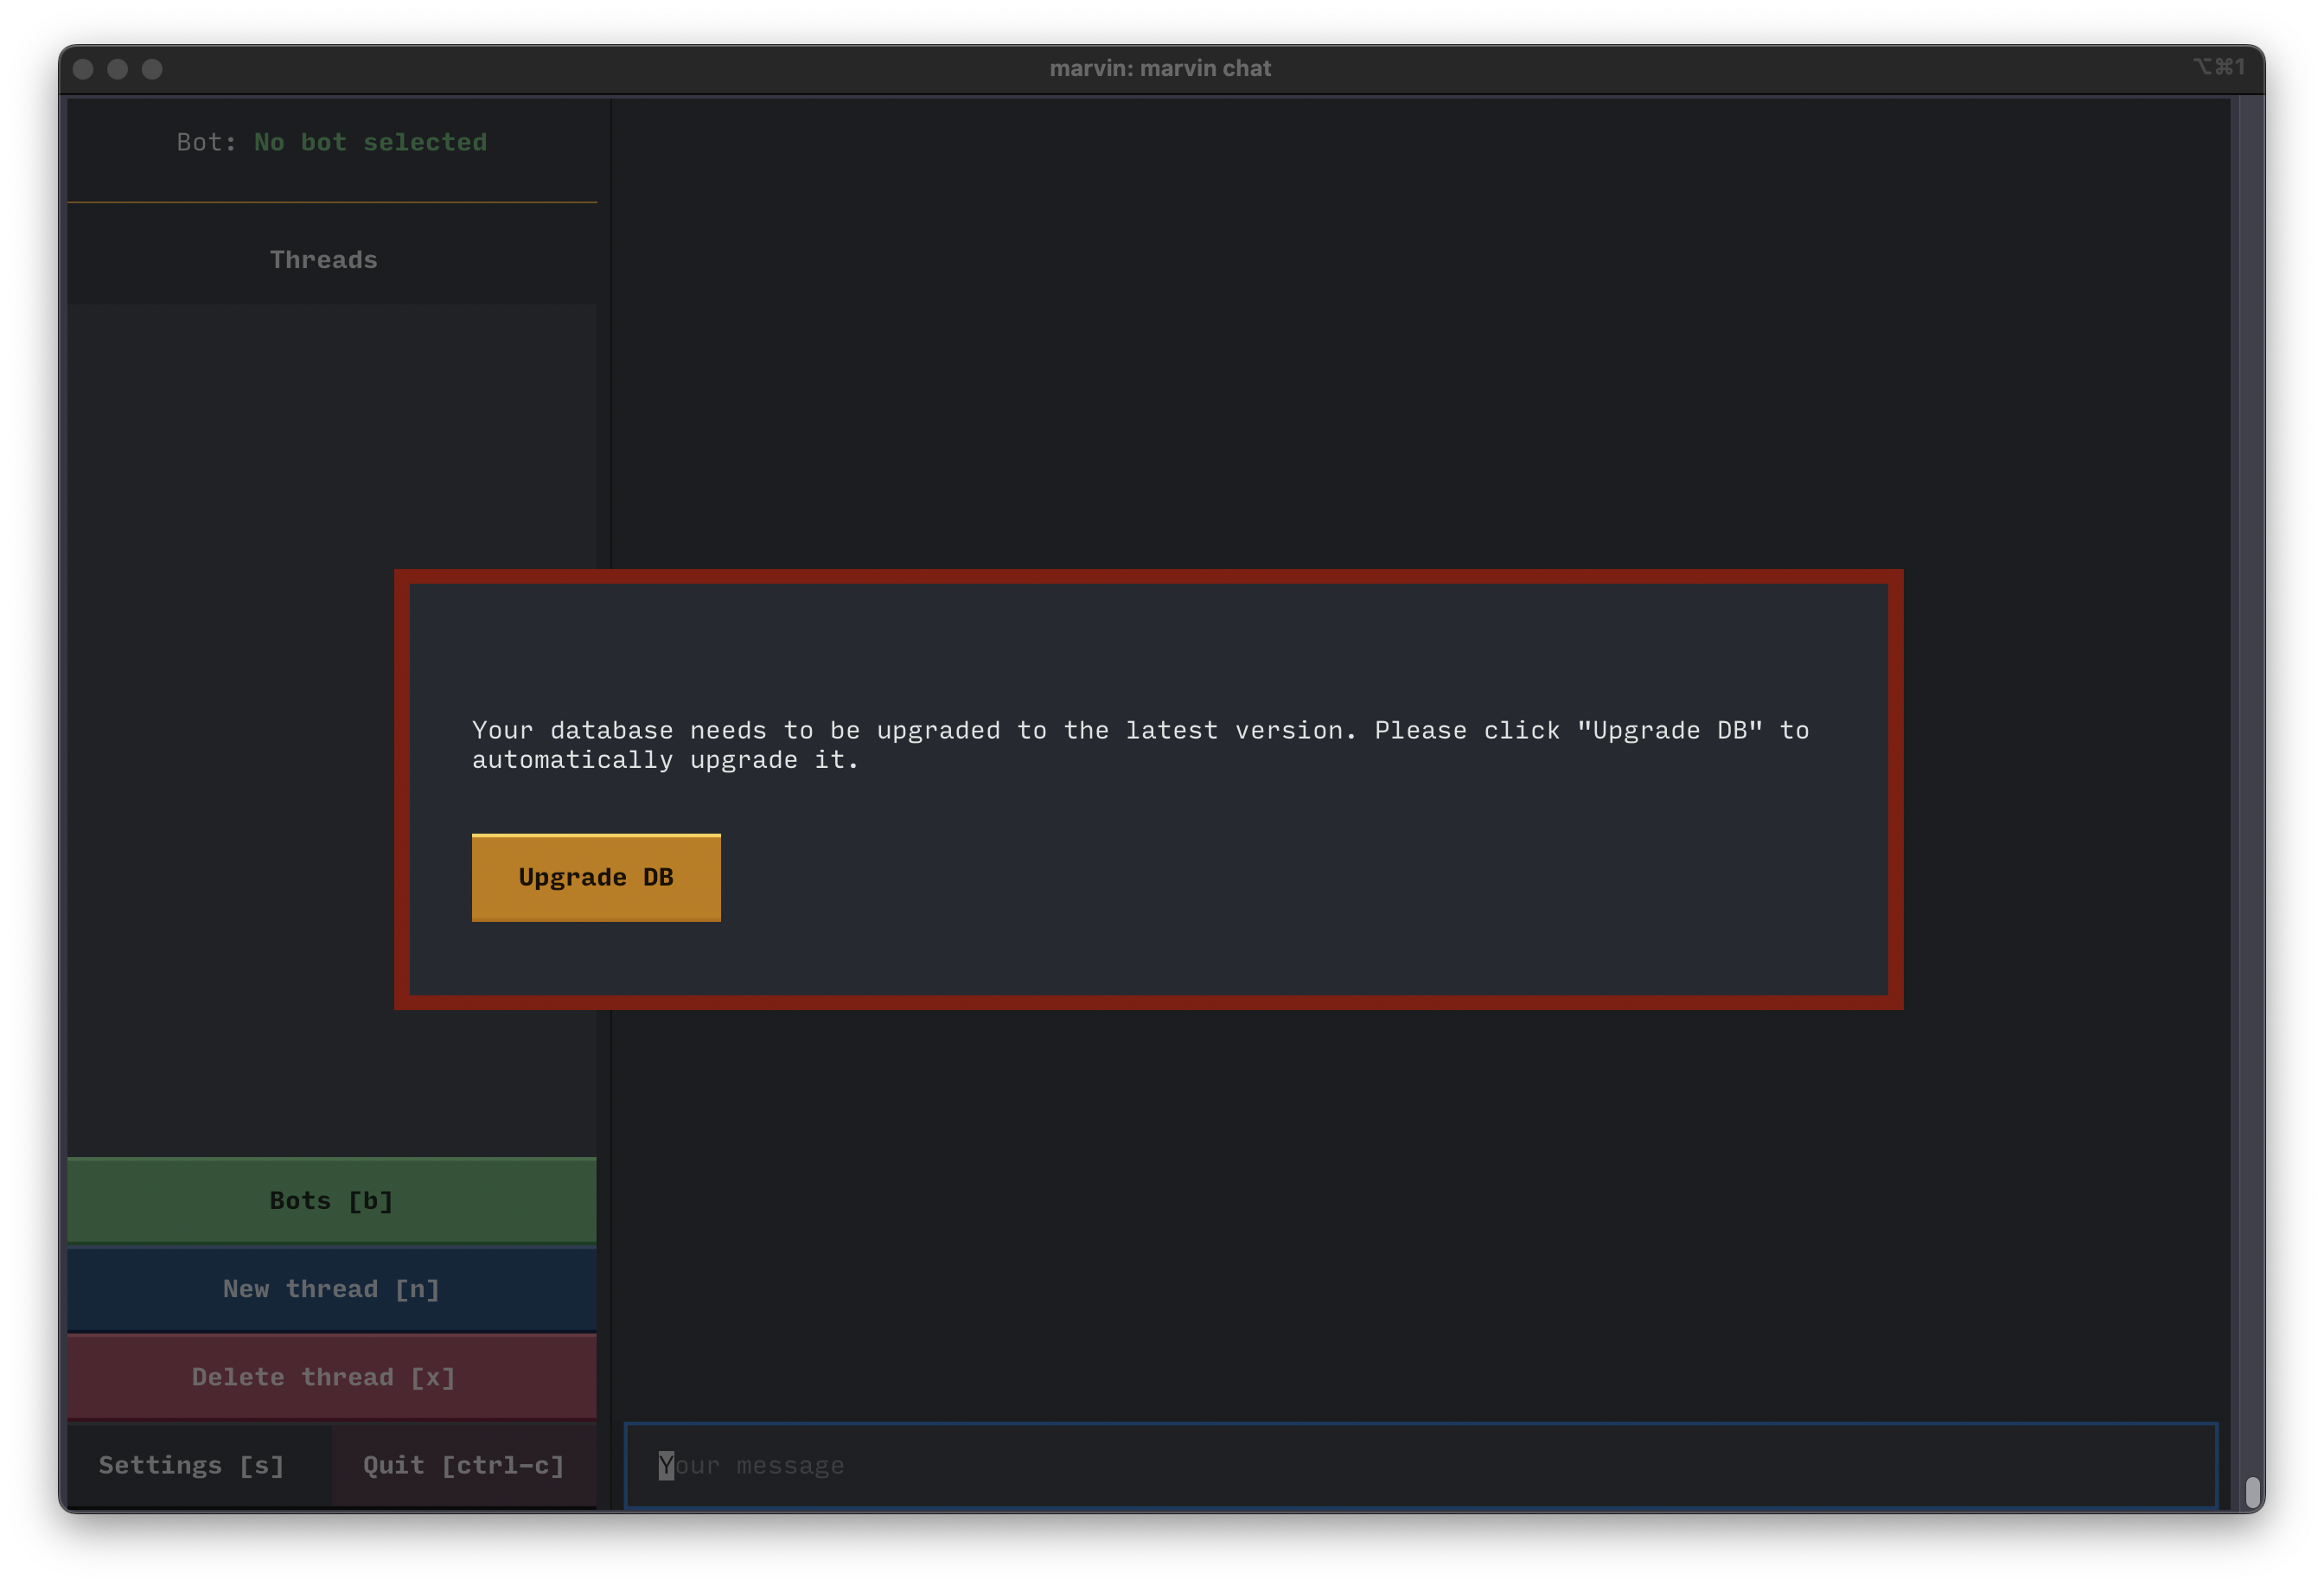 marvin: marvin chat
⌥⌘1
Bot: No bot selected
Threads
Your database needs to be upgraded to the latest version. Please click "Upgrade DB" to
automatically upgrade it.
Upgrade DB
Bots [b]
New thread [n]
Delete thread [x]
Settings [s]
Quit [ctrl-c]
Your message